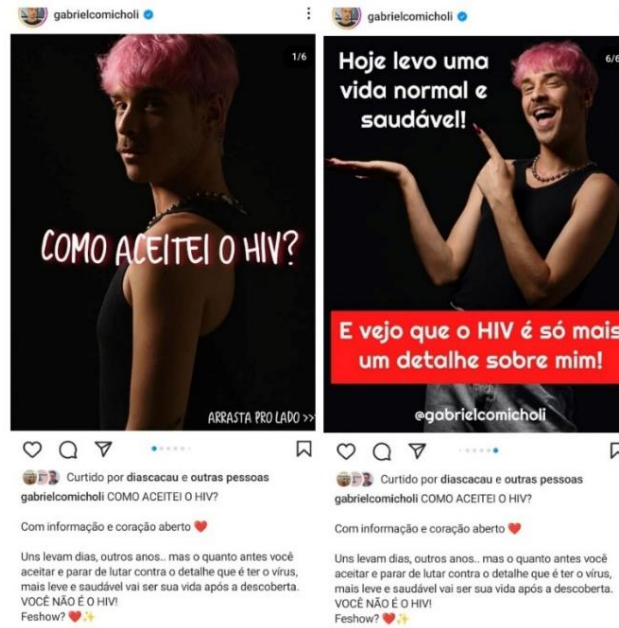 gabrielcomicholi
1/6
COMO ACEITEI O HIV?
ARRASTA PRO LADO >>
Curtido por diascacau e outras pessoas
gabrielcomicholi COMO ACEITEI O HIV?
Com informação e coração aberto ❤️
Uns levam dias, outros anos.. mas o quanto antes você
aceitar e parar de lutar contra o detalhe que é ter o vírus,
mais leve e saudável vai ser sua vida após a descoberta.
VOCÊ NÃO É O HIV!
Feshow? ❤️✨
gabrielcomicholi
6/6
Hoje levo uma
vida normal e
saudável!
E vejo que o HIV é só mais
um detalhe sobre mim!
@gabrielcomicholi
Curtido por diascacau e outras pessoas
gabrielcomicholi COMO ACEITEI O HIV?
Com informação e coração aberto ❤️
Uns levam dias, outros anos.. mas o quanto antes você
aceitar e parar de lutar contra o detalhe que é ter o vírus,
mais leve e saudável vai ser sua vida após a descoberta.
VOCÊ NÃO É O HIV!
Feshow? ❤️✨